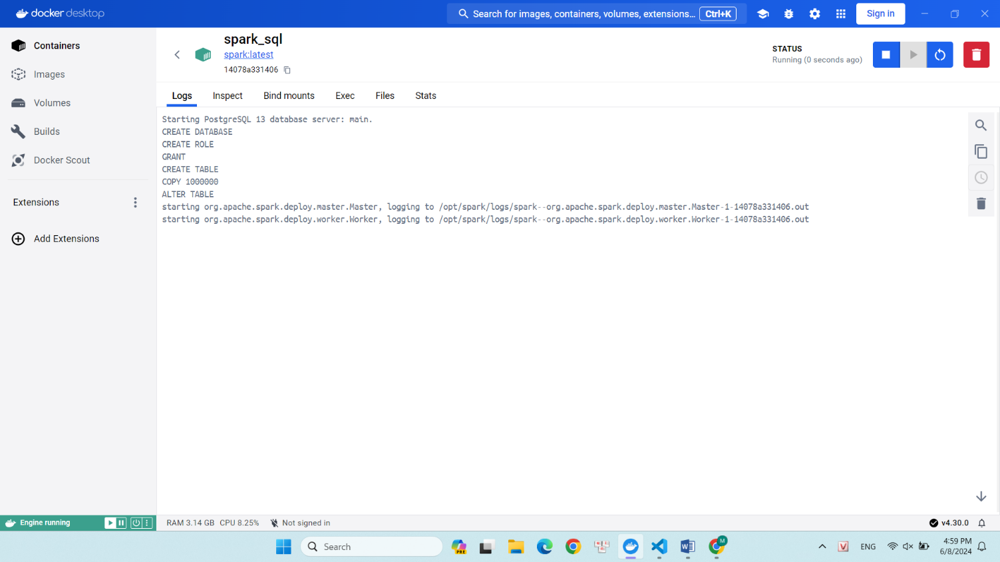 docker desktop
Search for images, containers, volumes, extensions... Ctrl+K
Sign in
Containers
Images
Volumes
Builds
Docker Scout
Extensions
Add Extensions
spark_sql
spark:latest
14078a331406
STATUS
Running (0 seconds ago)
Logs Inspect Bind mounts Exec Files Stats
Starting PostgreSQL 13 database server: main.
CREATE DATABASE
CREATE ROLE
GRANT
CREATE TABLE
COPY 1000000
ALTER TABLE
starting org.apache.spark.deploy.master.Master, logging to /opt/spark/logs/spark--org.apache.spark.deploy.master.Master-1-14078a331406.out
starting org.apache.spark.deploy.worker.Worker, logging to /opt/spark/logs/spark--org.apache.spark.deploy.worker.Worker-1-14078a331406.out
Engine running
RAM 3.14 GB CPU 8.25% Not signed in
v4.30.0
Search
PRE
M
V
ENG
4:59 PM
6/8/2024